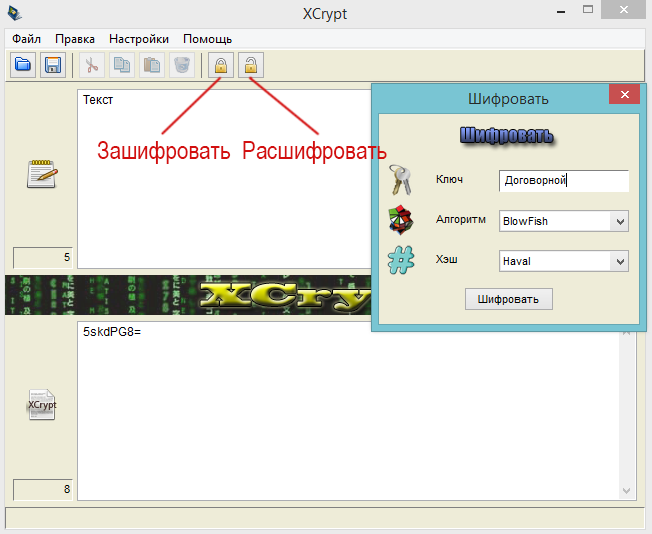 XCrypt
Файл Правка Настройки Помощь
Текст
Зашифровать Расшифровать
5
Шифровать
Шифровать
Ключ Договорной
Алгоритм BlowFish
Хэш Haval
Шифровать
XCry
5skdPG8=
XCrypt
8